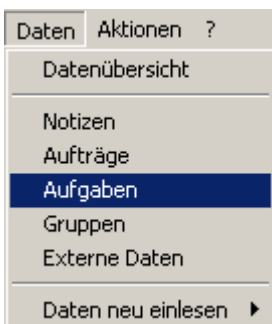 Daten Aktionen ?
Datenübersicht
Notizen
Aufträge
Aufgaben
Gruppen
Externe Daten
Daten neu einlesen